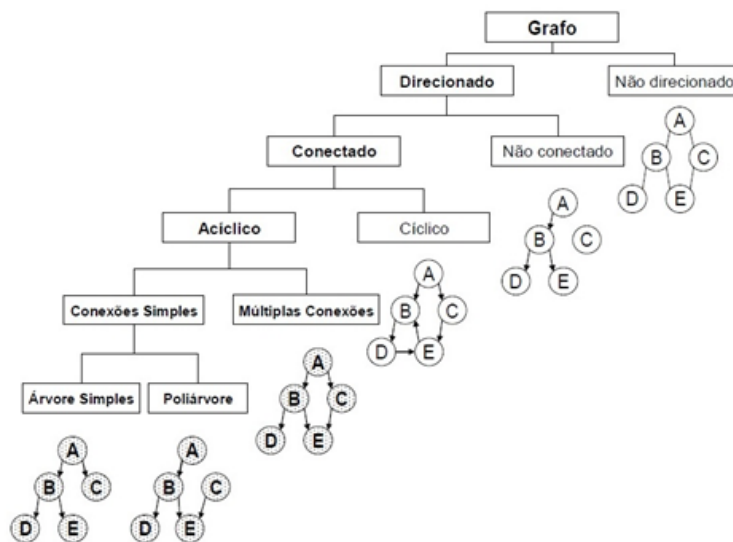 Grafo
Direcionado
Não direcionado
Conectado
Não conectado
Acíclico
Cíclico
Conexões Simples
Múltiplas Conexões
Árvore Simples
Poliárvore
A
B
C
D
E
A
B
C
D
E
A
B
C
D
E
A
B
C
D
E
A
B
C
D
E
A
B
C
D
E